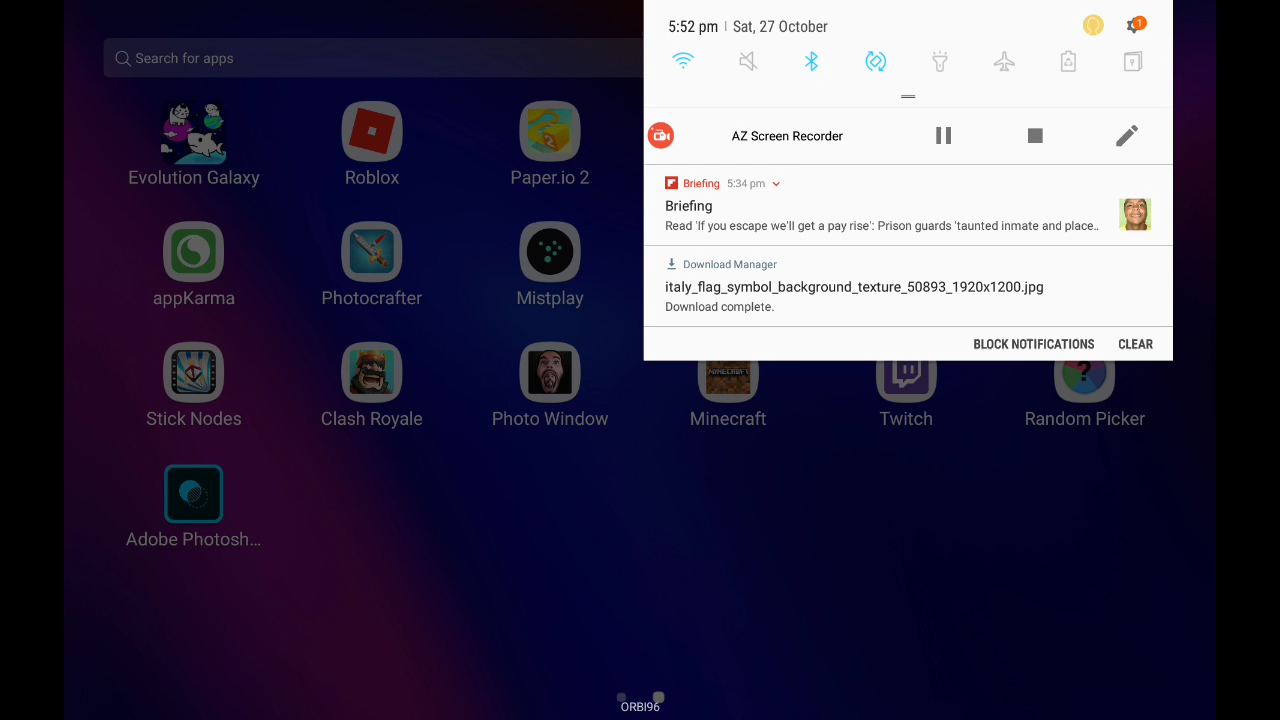 5:52 pm | Sat, 27 October
1
Search for apps
AZ Screen Recorder
Briefing 5:34 pm
Briefing
Read 'If you escape we'll get a pay rise': Prison guards 'taunted inmate and place..
Download Manager
italy_flag_symbol_background_texture_50893_1920x1200.jpg
Download complete.
BLOCK NOTIFICATIONS CLEAR
2
Evolution Galaxy Roblox Paper.io 2
appKarma Photocrafter Mistplay
MINECRAFT
?
Stick Nodes Clash Royale Photo Window Minecraft Twitch Random Picker
Adobe Photosh...
ORBI96